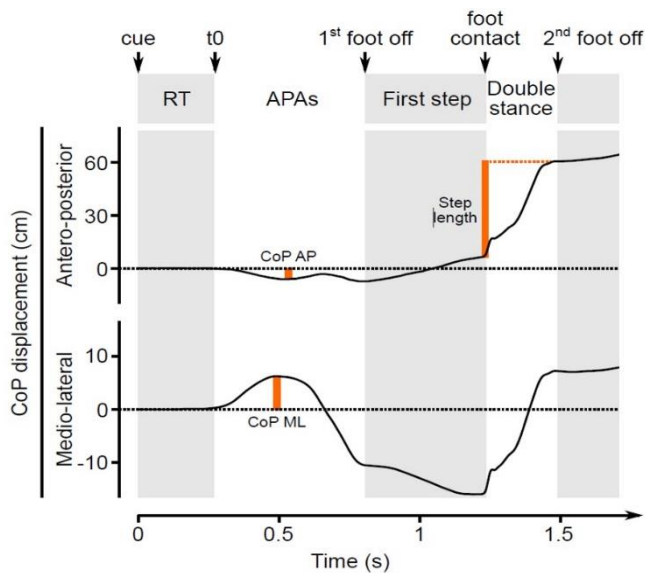 cue
t0
1st foot off
foot
contact
2nd foot off
RT
APAs
First step
Double
stance
CoP displacement (cm)
Antero-posterior
60
30
0
Step
length
CoP AP
Medio-lateral
10
0
-10
CoP ML
0
0.5
1
1.5
Time (s)